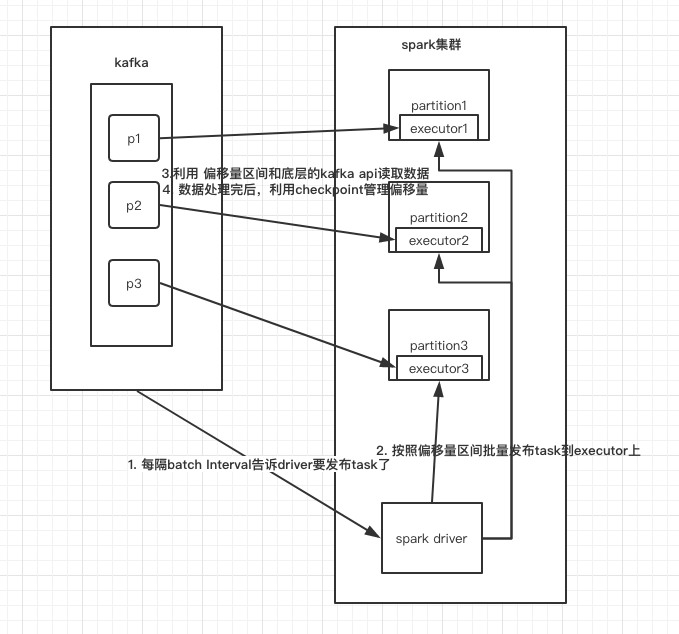 spark集群
kafka
partition1
executor1
p1
3.利用 偏移量区间和底层的kafka api读取数据
4. 数据处理完后，利用checkpoint管理偏移量
p2
partition2
executor2
p3
partition3
executor3
2. 按照偏移量区间批量发布task到executor上
1. 每隔batch Interval告诉driver要发布task了
spark driver